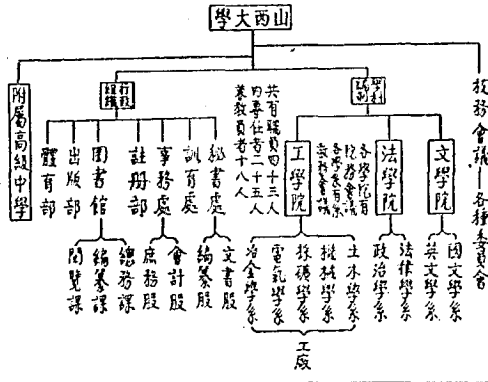 山西大學
校務會議
各種委員會
學科編制
文學院
國文學系
英文學系
法學院
法律學系
政治學系
各學院有院務會議
各學系有系教務會議
工學院
土木學系
機械學系
採礦學系
電氣學系
冶金學系
工廠
共有職員四十三人
內專任者二十五人
兼教員者十八人
行政組織
秘書處
文書股
編纂股
訓育處
事務處
會計股
庶務股
註册部
圖書館
總務課
編纂課
閱覽課
出版部
體育部
附屬高級中學